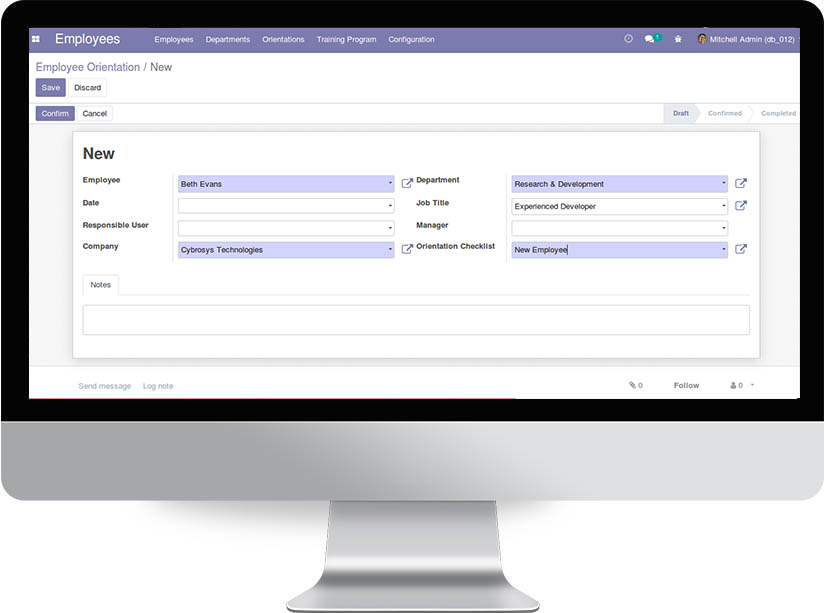 Employees Employees Departments Orientations Training Program Configuration 1 Mitchell Admin (db_012)
Employee Orientation / New
Save Discard
Confirm Cancel Draft Confirmed Completed
New
Employee Beth Evans Department Research & Development
Date Job Title Experienced Developer
Responsible User Manager
Company Cybrosys Technologies Orientation Checklist New Employee
Notes
Send message Log note 0 Follow 0